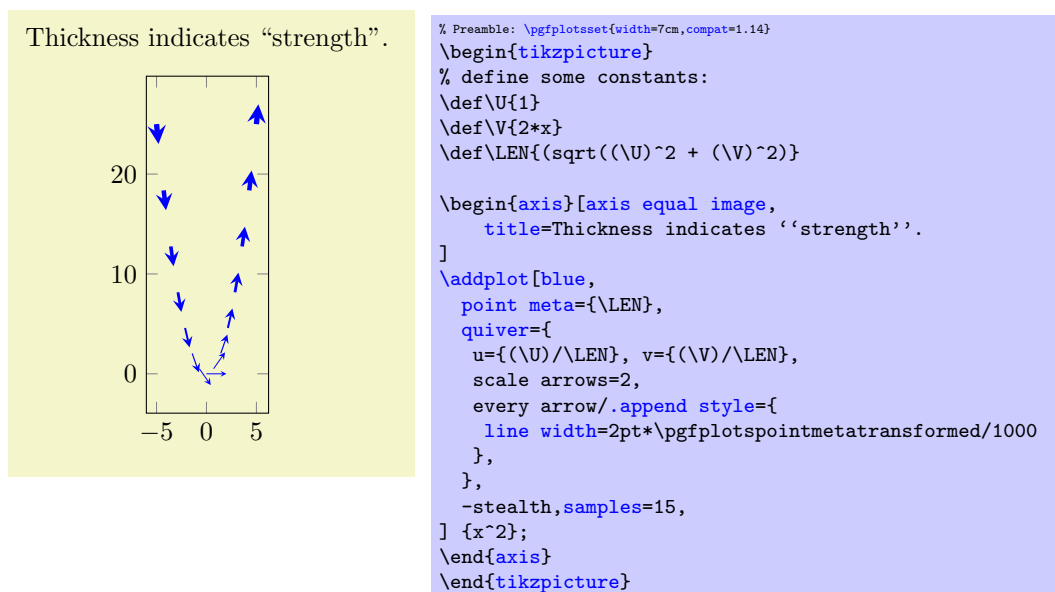 Thickness indicates “strength”.
20
10
0
−5 0 5
% Preamble: \pgfplotsset{width=7cm,compat=1.14}
\begin{tikzpicture}
% define some constants:
\def\U{1}
\def\V{2*x}
\def\LEN{(sqrt((\U)^2 + (\V)^2)}
\begin{axis}[axis equal image,
title=Thickness indicates ‘‘strength’’.
]
\addplot[blue,
point meta={\LEN},
quiver={
u={(\U)/\LEN}, v={(\V)/\LEN},
scale arrows=2,
every arrow/.append style={
line width=2pt*\pgfplotspointmetatransformed/1000
},
},
-stealth,samples=15,
] {x^2};
\end{axis}
\end{tikzpicture}